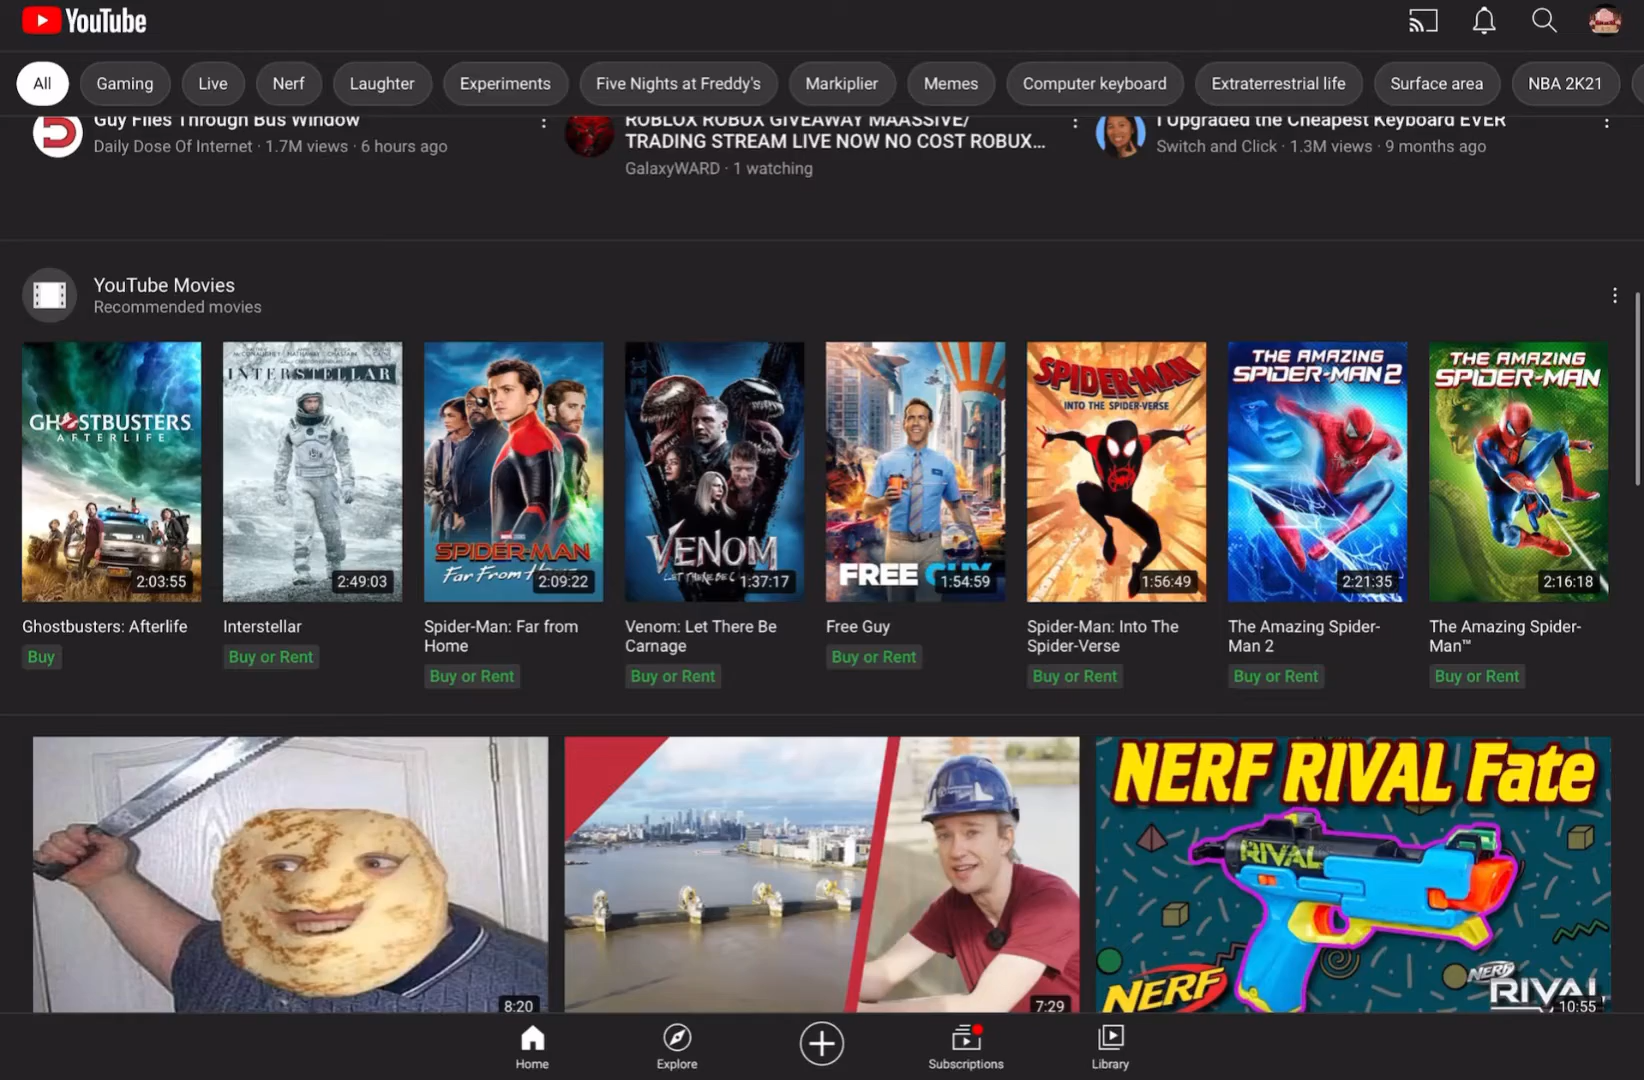 YouTube
All
Gaming
Live
Nerf
Laughter
Experiments
Five Nights at Freddy's
Markiplier
Memes
Computer keyboard
Extraterrestrial life
Surface area
NBA 2K21
Guy Flies Through Bus Window
Daily Dose Of Internet · 1.7M views · 6 hours ago
ROBLOX ROBUX GIVEAWAY MAASSIVE/
TRADING STREAM LIVE NOW NO COST ROBUX...
GalaxyWARD · 1 watching
I Upgraded the Cheapest Keyboard EVER
Switch and Click · 1.3M views · 9 months ago
YouTube Movies
Recommended movies
GHOSTBUSTERS
AFTERLIFE
2:03:55
Ghostbusters: Afterlife
Buy
McCONAUGHEY HATHAWAY CHASTAIN
INTERSTELLAR
2:49:03
Interstellar
Buy or Rent
SPIDER-MAN
Far From
2:09:22
Spider-Man: Far from
Home
Buy or Rent
VENOM
LET THERE BE C
1:37:17
Venom: Let There Be
Carnage
Buy or Rent
FREE GUY
1:54:59
Free Guy
Buy or Rent
SPIDER-MAN
INTO THE SPIDER-VERSE
1:56:49
Spider-Man: Into The
Spider-Verse
Buy or Rent
THE AMAZING
SPIDER-MAN 2
2:21:35
The Amazing Spider-
Man 2
Buy or Rent
THE AMAZING
SPIDER-MAN
2:16:18
The Amazing Spider-
Man™
Buy or Rent
8:20
7:29
NERF RIVAL Fate
RIVAL
NERF
NERF
RIVAL
10:55
Home
Explore
Subscriptions
Library